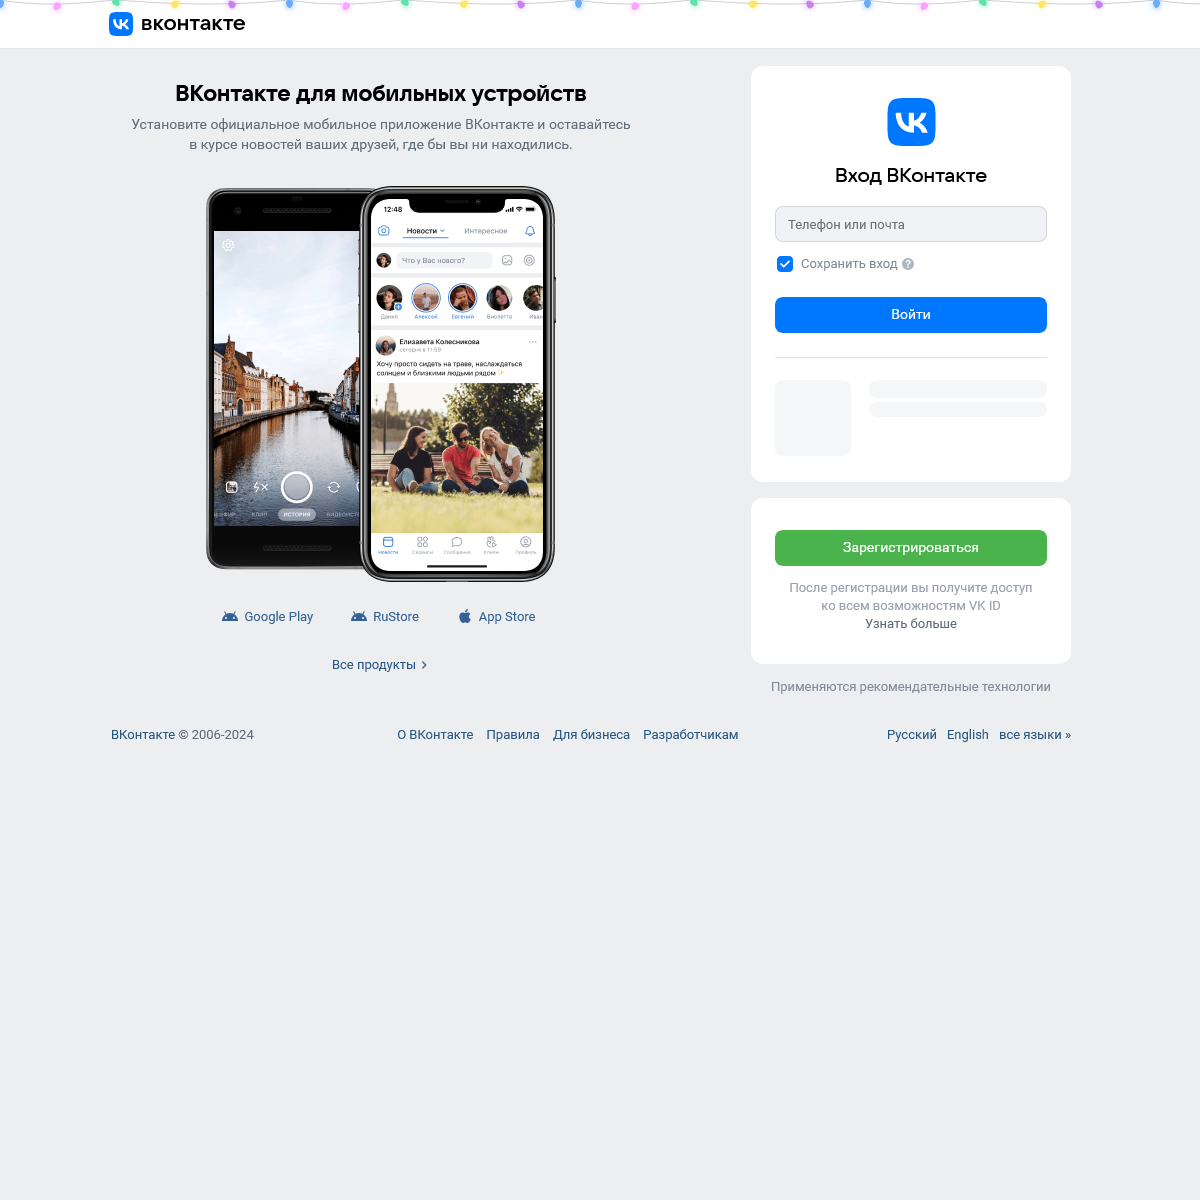 вконтакте
ВКонтакте для мобильных устройств
Установите официальное мобильное приложение ВКонтакте и оставайтесь
в курсе новостей ваших друзей, где бы вы ни находились.
12:48
Новости
Интересное
Что у Вас нового?
Данил
Алексей
Евгений
Виолетта
Иван
Елизавета Колесникова
сегодня в 11:59
Хочу просто сидеть на траве, наслаждаться
солнцем и близкими людьми рядом ✨
КЛИП
ИСТОРИЯ
Новости
Сервисы
Сообщения
Клипы
Профиль
Google Play
RuStore
App Store
Все продукты
Вход ВКонтакте
Телефон или почта
Сохранить вход
Войти
Зарегистрироваться
После регистрации вы получите доступ
ко всем возможностям VK ID
Узнать больше
Применяются рекомендательные технологии
ВКонтакте © 2006-2024
О ВКонтакте Правила Для бизнеса Разработчикам
Русский English все языки »